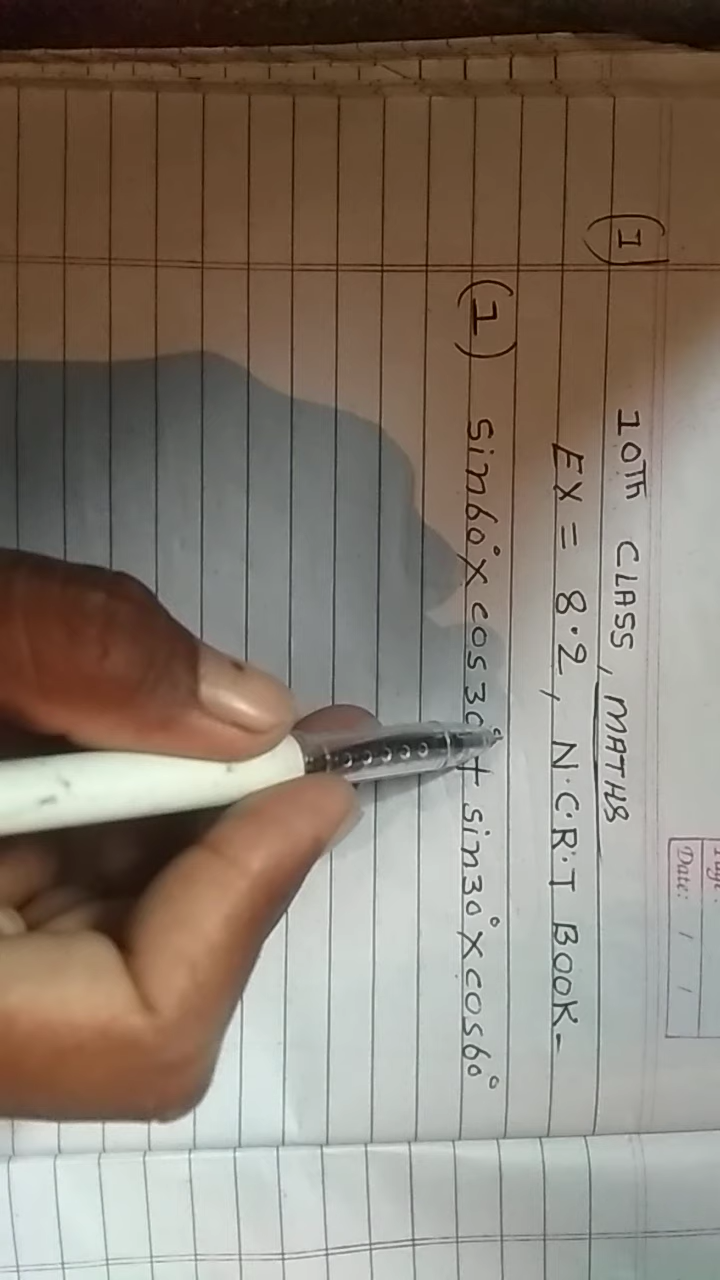 Date:
(1) 10Th CLASS, MATHS
EX = 8.2, N.C.R.T BOOK-
(1) sin60° × cos30° + sin30° × cos60°